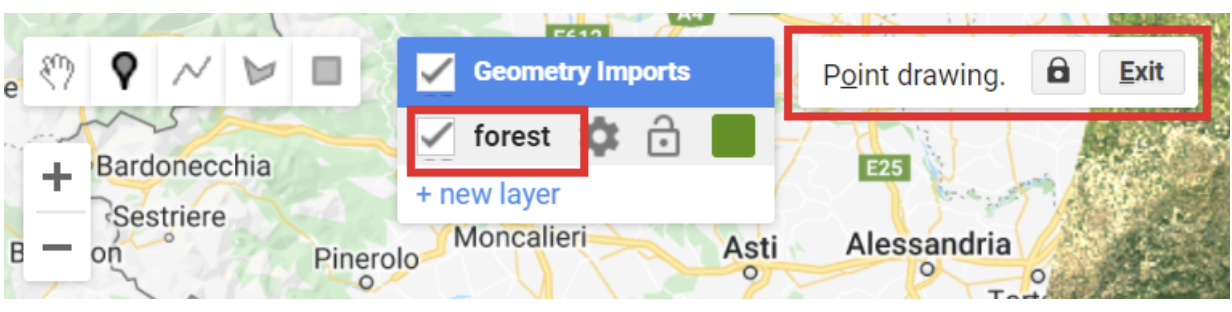 A4
E612
Geometry Imports
Point drawing.
Exit
forest
Bardonecchia
E25
+ new layer
Sestriere
Moncalieri
Pinerolo
Asti
Alessandria